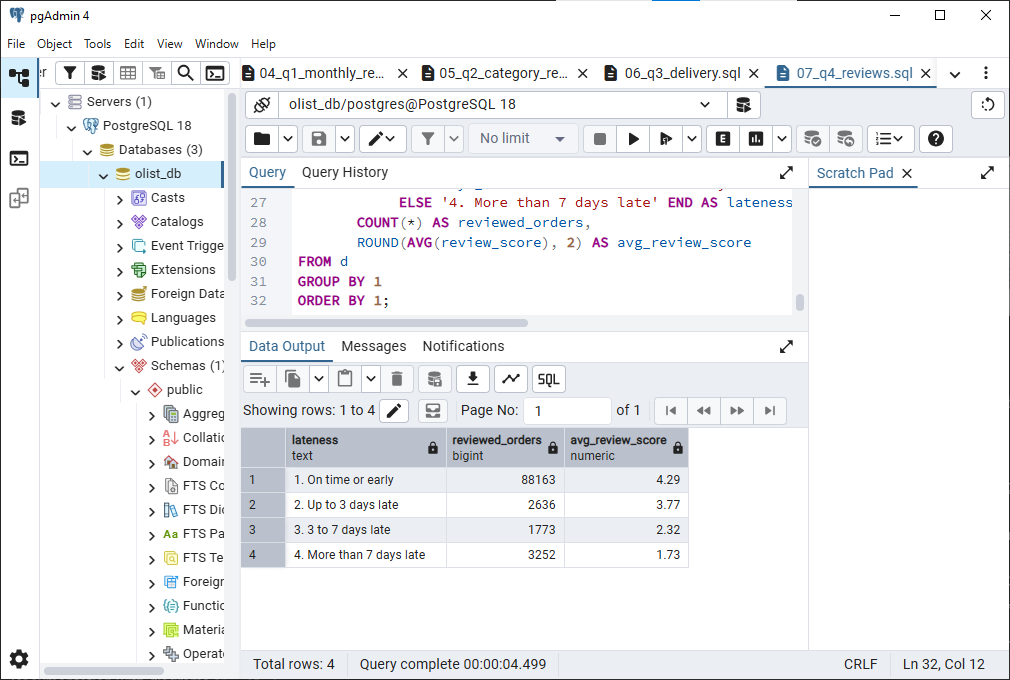 pgAdmin 4
File Object Tools Edit View Window Help
04_q1_monthly_re... 05_q2_category_re... 06_q3_delivery.sql 07_q4_reviews.sql
olist_db/postgres@PostgreSQL 18
No limit
Servers (1)
PostgreSQL 18
Databases (3)
olist_db
Casts
Catalogs
Event Trigge
Extensions
Foreign Data
Languages
Publications
Schemas (1)
public
Aggreg
Collatio
Domain
FTS Co
FTS Dic
FTS Pa
FTS Te
Foreign
Functio
Materia
Operato
Query Query History
Scratch Pad
27 ELSE '4. More than 7 days late' END AS lateness
28 COUNT(*) AS reviewed_orders,
29 ROUND(AVG(review_score), 2) AS avg_review_score
30 FROM d
31 GROUP BY 1
32 ORDER BY 1;
Data Output Messages Notifications
SQL
Showing rows: 1 to 4 Page No: 1 of 1
lateness reviewed_orders avg_review_score
text bigint numeric
1 1. On time or early 88163 4.29
2 2. Up to 3 days late 2636 3.77
3 3. 3 to 7 days late 1773 2.32
4 4. More than 7 days late 3252 1.73
Total rows: 4 Query complete 00:00:04.499 CRLF Ln 32, Col 12